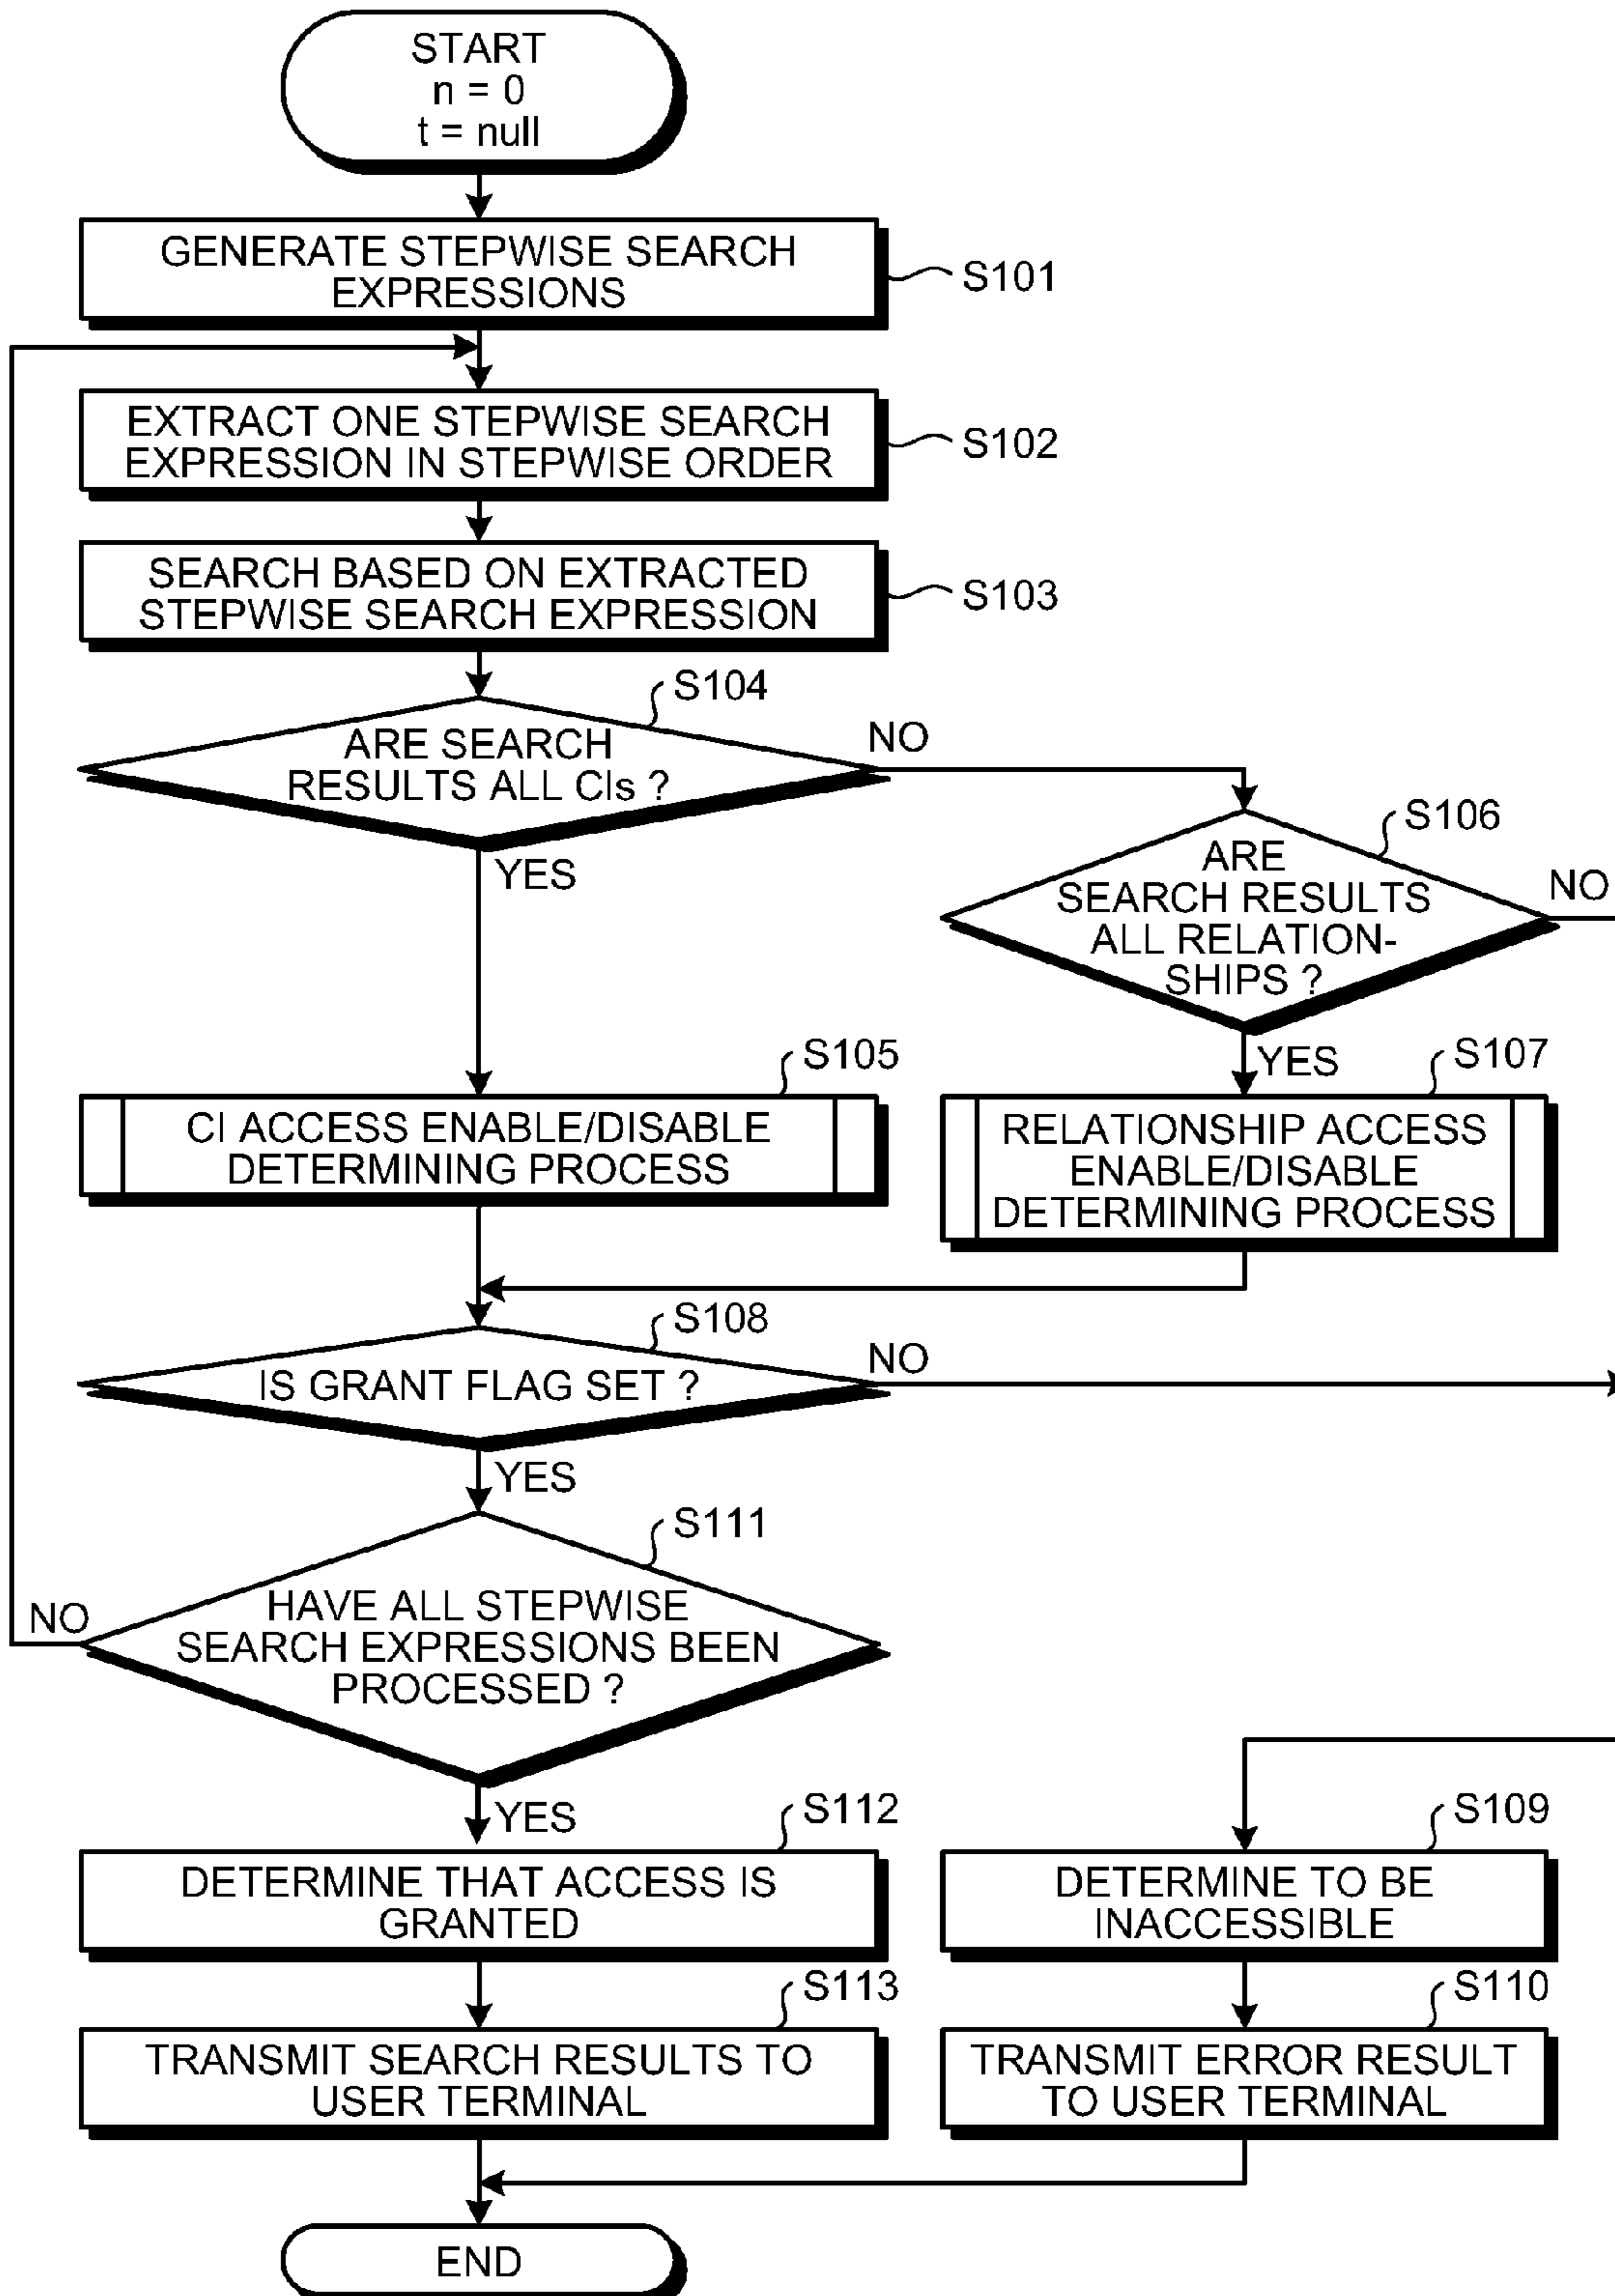 START
n = 0
t = null
GENERATE STEPWISE SEARCH
EXPRESSIONS
S101
EXTRACT ONE STEPWISE SEARCH
EXPRESSION IN STEPWISE ORDER
S102
SEARCH BASED ON EXTRACTED
STEPWISE SEARCH EXPRESSION
S103
S104
ARE SEARCH
RESULTS ALL CIs ?
NO
YES
S106
ARE
SEARCH RESULTS
ALL RELATION-
SHIPS ?
NO
YES
S105
CI ACCESS ENABLE/DISABLE
DETERMINING PROCESS
S107
RELATIONSHIP ACCESS
ENABLE/DISABLE
DETERMINING PROCESS
S108
IS GRANT FLAG SET ?
NO
YES
S111
HAVE ALL STEPWISE
SEARCH EXPRESSIONS BEEN
PROCESSED ?
NO
YES
S112
DETERMINE THAT ACCESS IS
GRANTED
S109
DETERMINE TO BE
INACCESSIBLE
S113
TRANSMIT SEARCH RESULTS TO
USER TERMINAL
S110
TRANSMIT ERROR RESULT
TO USER TERMINAL
END